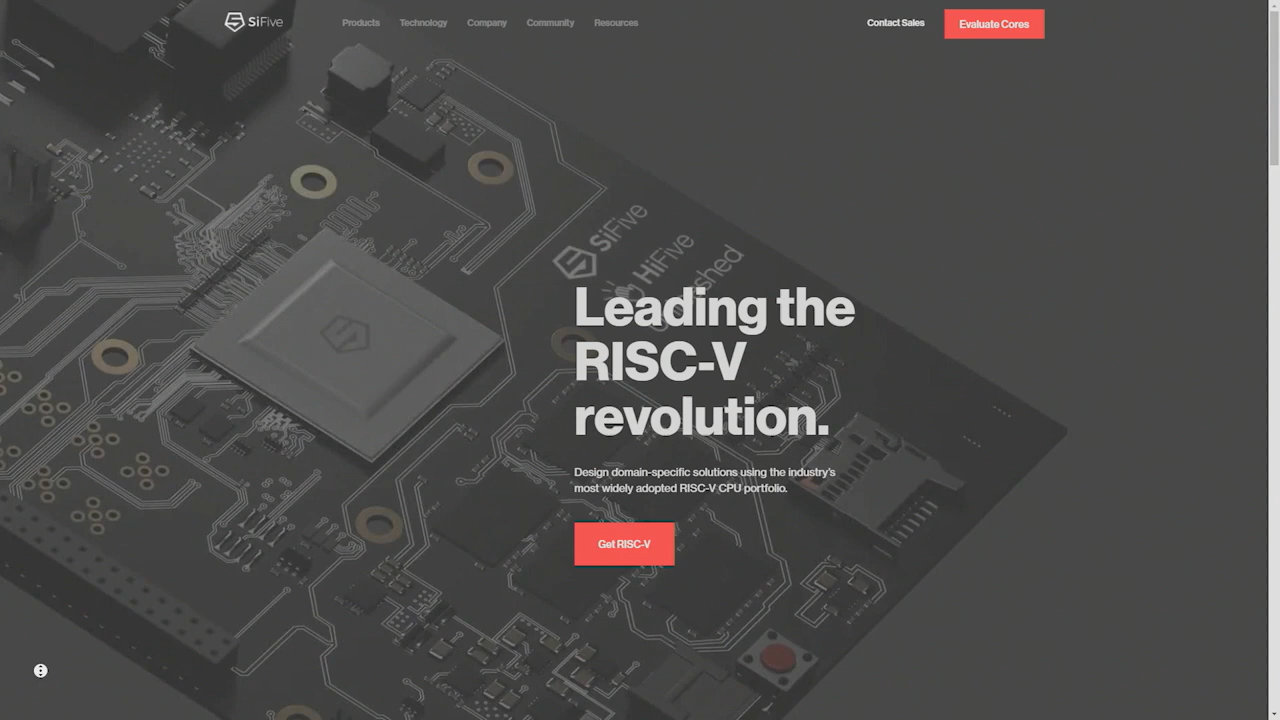 SiFive
Products Technology Company Community Resources
Contact Sales
Evaluate Cores
SiFive
HiFive
Leading the
RISC-V
revolution.
Design domain-specific solutions using the industry's
most widely adopted RISC-V CPU portfolio.
Get RISC-V